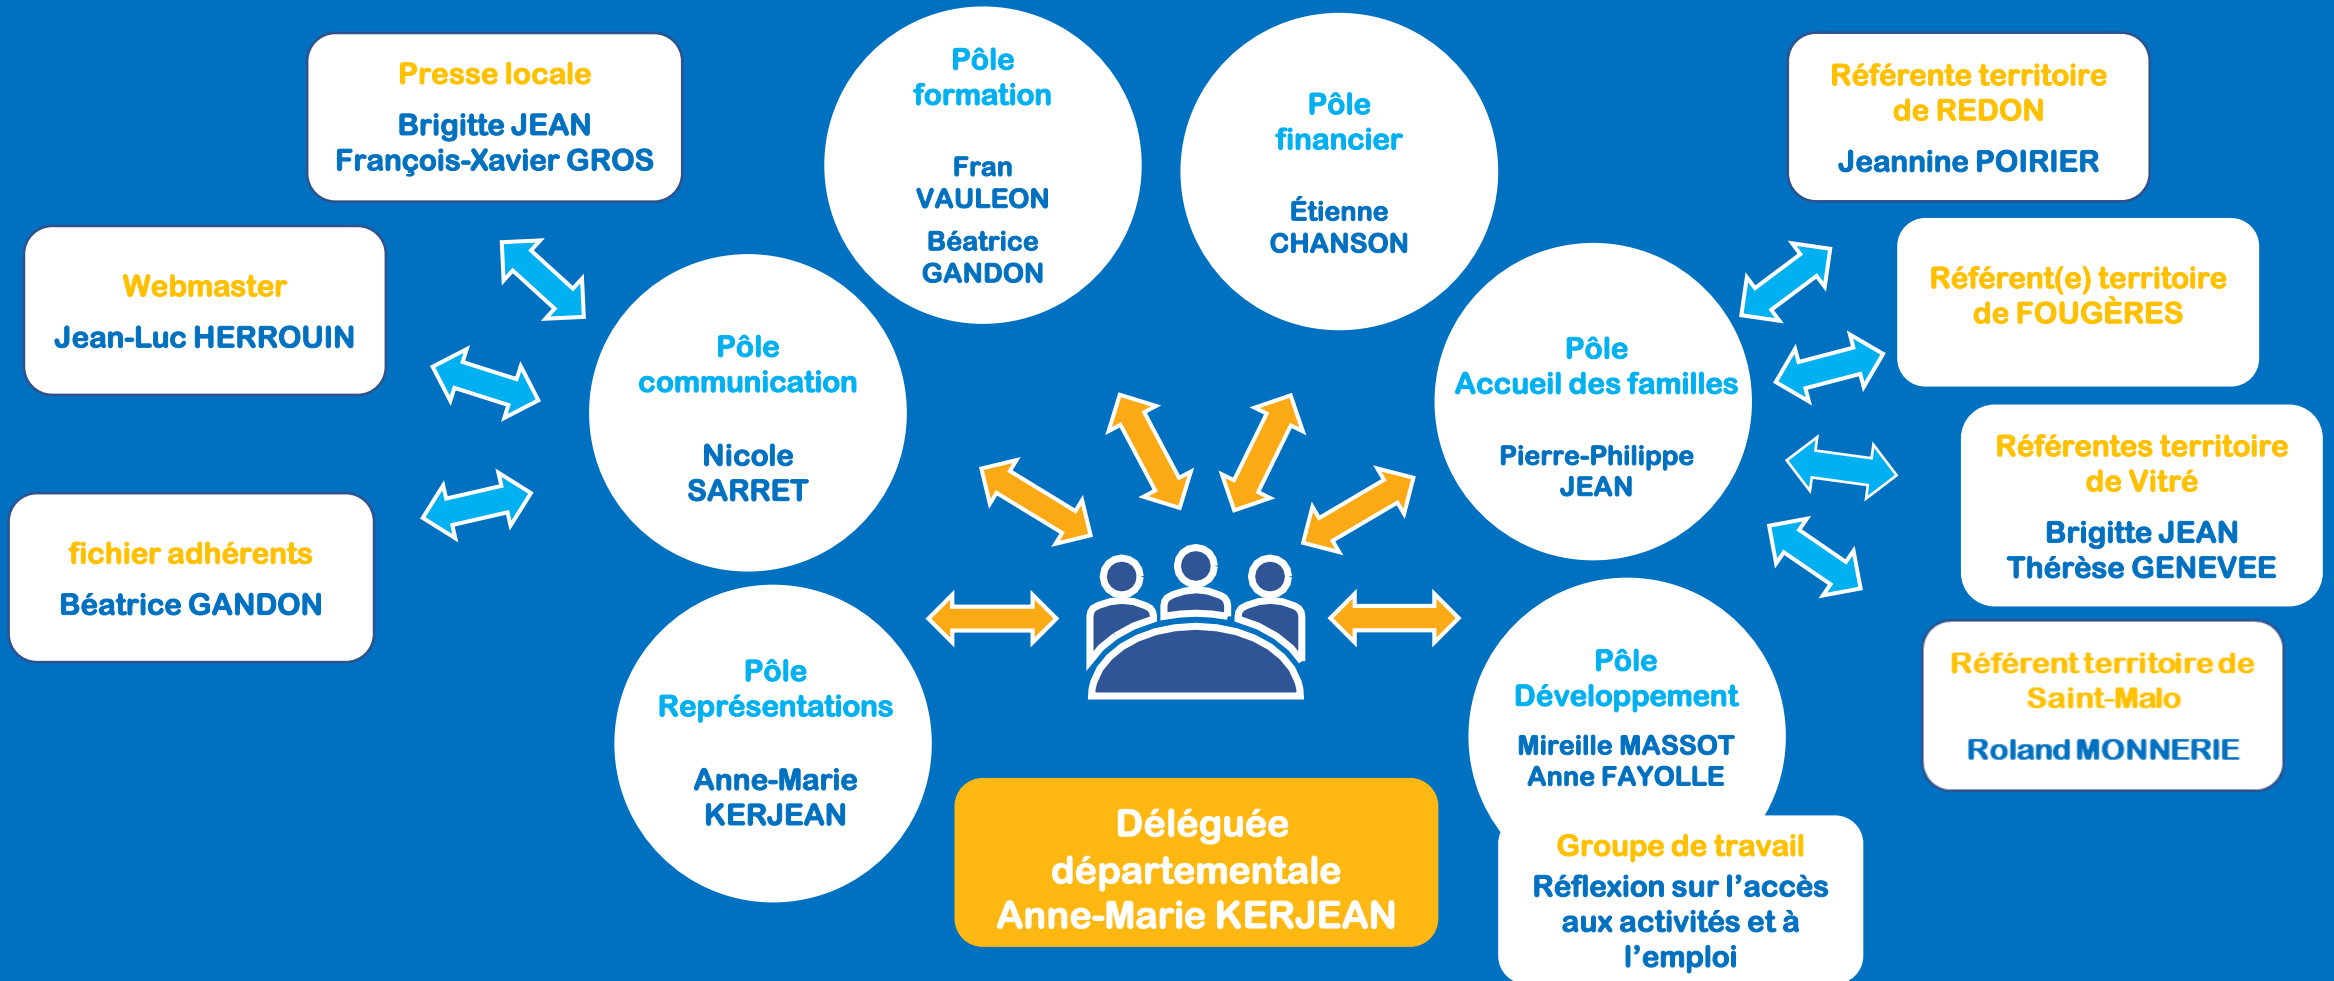 Presse locale
Brigitte JEAN
François-Xavier GROS
Webmaster
Jean-Luc HERROUIN
fichier adhérents
Béatrice GANDON
Pôle
communication
Nicole
SARRET
Pôle
Représentations
Anne-Marie
KERJEAN
Pôle
formation
Fran
VAULEON
Béatrice
GANDON
Pôle
financier
Étienne
CHANSON
Pôle
Accueil des familles
Pierre-Philippe
JEAN
Pôle
Développement
Mireille MASSOT
Anne FAYOLLE
Groupe de travail
Réflexion sur l’accès
aux activités et à
l’emploi
Déléguée
départementale
Anne-Marie KERJEAN
Référente territoire
de REDON
Jeannine POIRIER
Référent(e) territoire
de FOUGÈRES
Référentes territoire
de Vitré
Brigitte JEAN
Thérèse GENEVEE
Référent territoire de
Saint-Malo
Roland MONNERIE